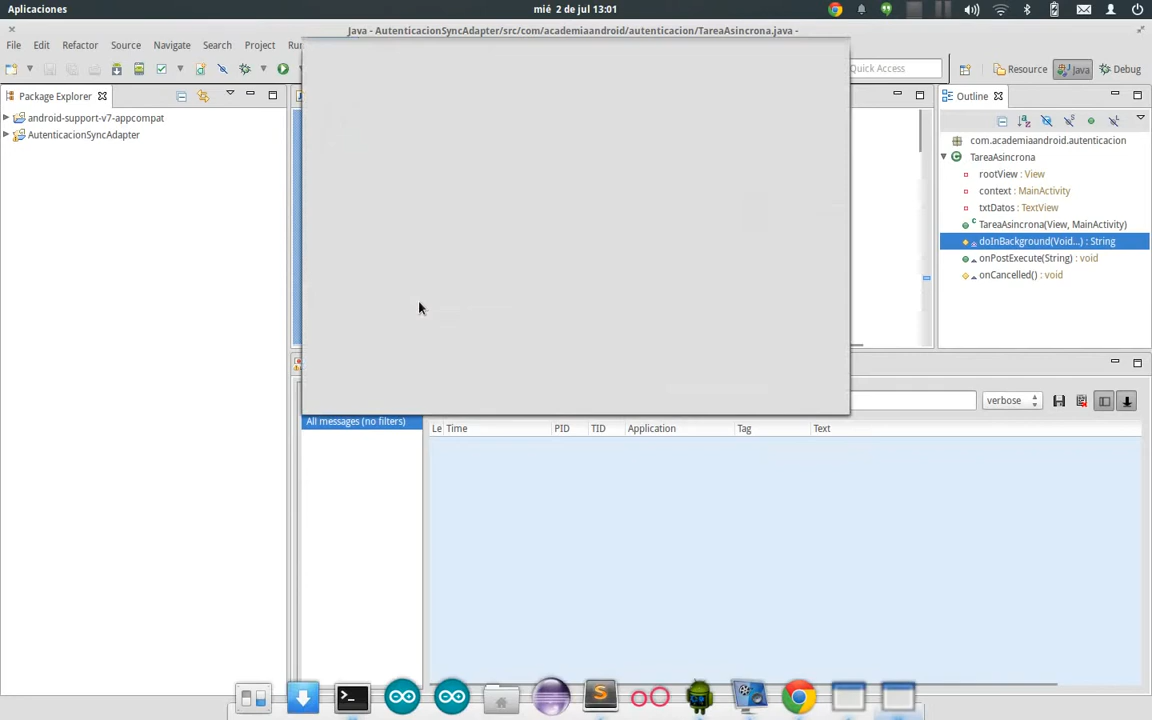 Aplicaciones
mié 2 de jul 13:01
Java - AutenticacionSyncAdapter/src/com/academiaandroid/autenticacion/TareaAsincrona.java -
File Edit Refactor Source Navigate Search Project Ru
Quick Access
Resource
Java
Debug
Package Explorer
Outline
android-support-v7-appcompat
AutenticacionSyncAdapter
com.academiaandroid.autenticacion
TareaAsincrona
rootView : View
context : MainActivity
txtDatos : TextView
TareaAsincrona(View, MainActivity)
doInBackground(Void...) : String
onPostExecute(String) : void
onCancelled() : void
verbose
All messages (no filters)
Le Time PID TID Application Tag Text